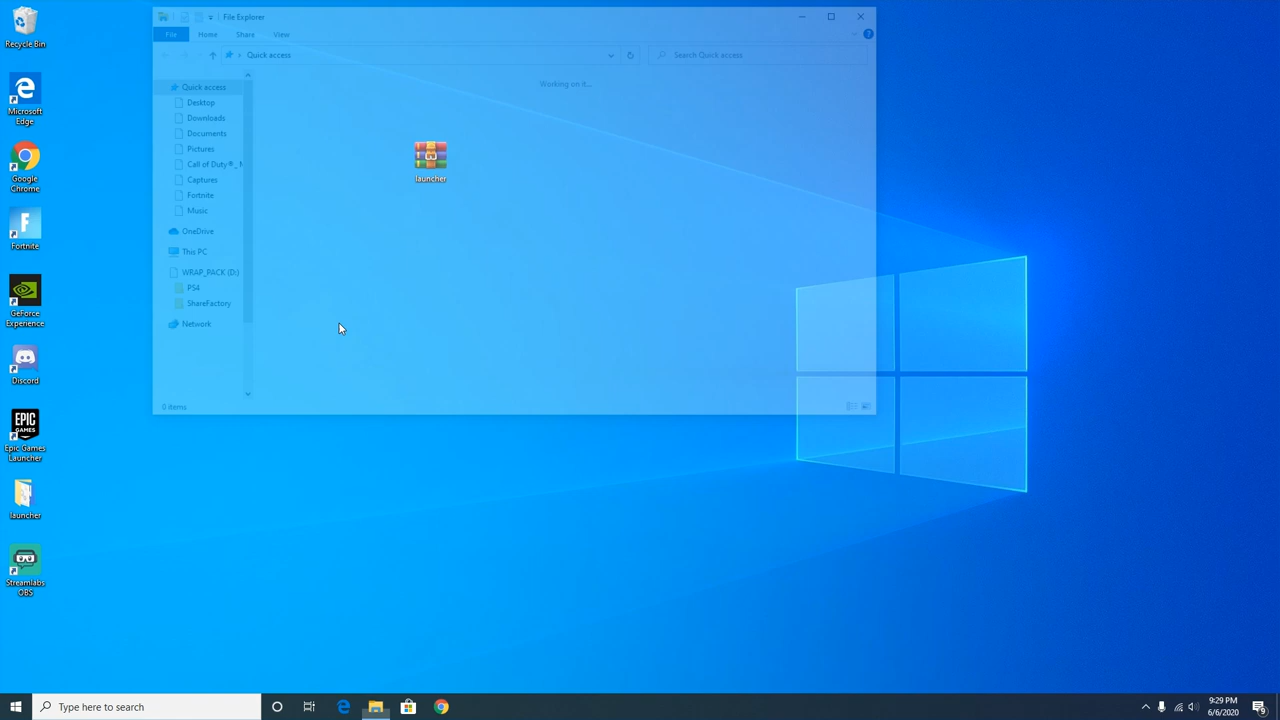 Recycle Bin
Microsoft
Edge
Google
Chrome
Fortnite
GeForce
Experience
Discord
EPIC
GAMES
Epic Games
Launcher
launcher
Streamlabs
OBS
File Explorer
File
Home
Share
View
Quick access
Search Quick access
Quick access
Desktop
Downloads
Documents
Pictures
Call of Duty®_ M
Captures
Fortnite
Music
OneDrive
This PC
WRAP_PACK (D:)
PS4
ShareFactory
Network
Working on it...
launcher
0 items
Type here to search
9:29 PM
6/6/2020
9